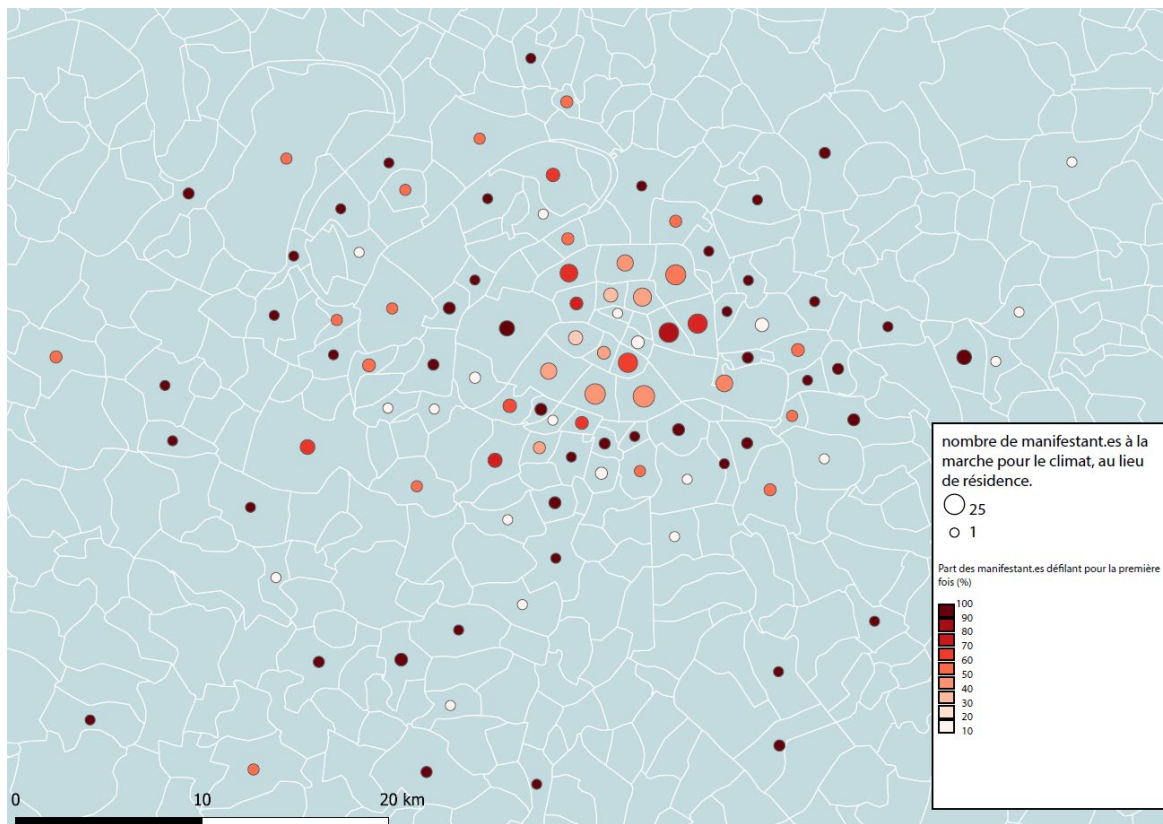 nombre de manifestant.es à la
marche pour le climat, au lieu
de résidence.
25
1
Part des manifestant.es défilant pour la première
fois (%)
100
90
80
70
60
50
40
30
20
10
0 10 20 km